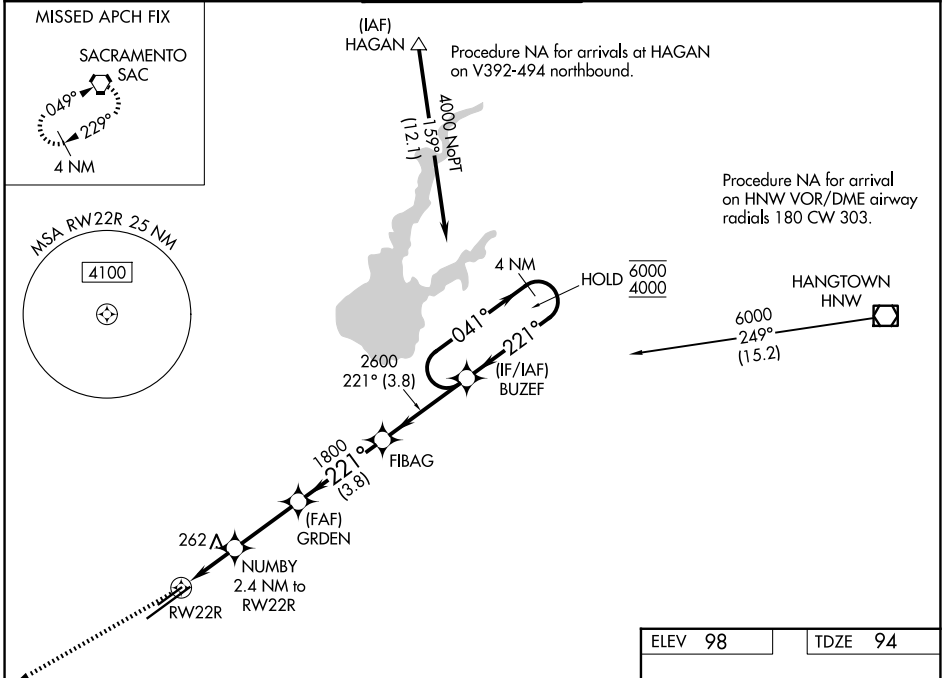 MISSED APCH FIX
SACRAMENTO
SAC
049°
229°
4 NM
(IAF)
HAGAN
Procedure NA for arrivals at HAGAN
on V392-494 northbound.
4000 NoPT
159°
(12.1)
Procedure NA for arrival
on HNW VOR/DME airway
radials 180 CW 303.
MSA RW22R 25 NM
4100
4 NM
HOLD
6000
4000
041°
221°
HANGTOWN
HNW
6000
249°
(15.2)
2600
221° (3.8)
(IF/IAF)
BUZEF
FIBAG
1800
221°
(3.8)
(FAF)
GRDEN
262
NUMBY
2.4 NM to
RW22R
RW22R
ELEV 98
TDZE 94